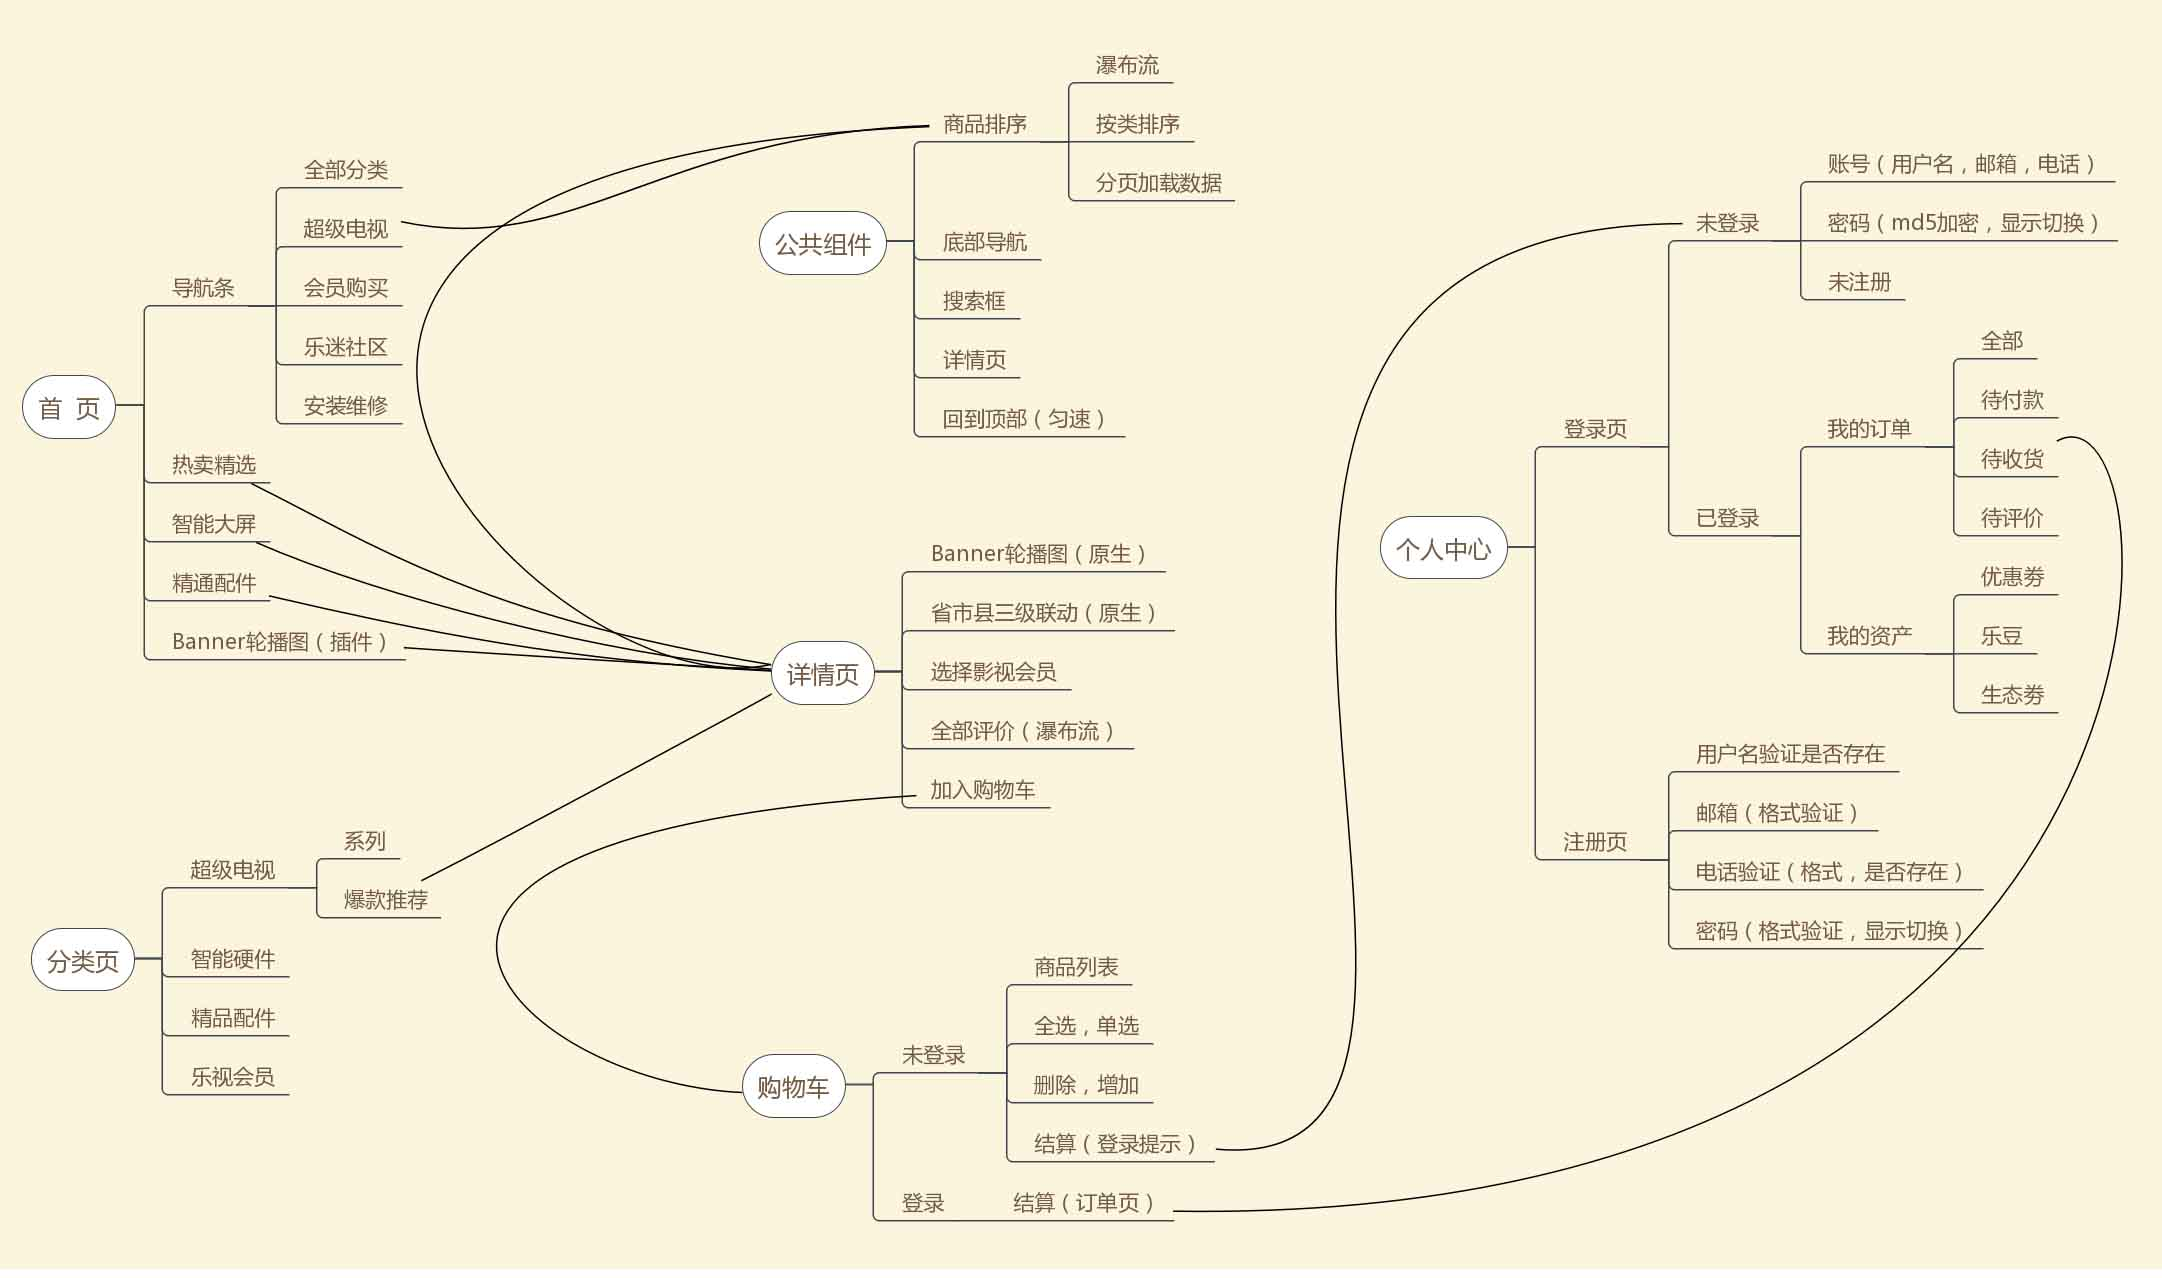 首 页
导航条
全部分类
超级电视
会员购买
乐迷社区
安装维修
热卖精选
智能大屏
精通配件
Banner轮播图（插件）
公共组件
商品排序
瀑布流
按类排序
分页加载数据
底部导航
搜索框
详情页
回到顶部（匀速）
详情页
Banner轮播图（原生）
省市县三级联动（原生）
选择影视会员
全部评价（瀑布流）
加入购物车
分类页
超级电视
系列
爆款推荐
智能硬件
精品配件
乐视会员
购物车
未登录
商品列表
全选，单选
删除，增加
结算（登录提示）
登录
结算（订单页）
个人中心
登录页
未登录
账号（用户名，邮箱，电话）
密码（md5加密，显示切换）
未注册
已登录
我的订单
全部
待付款
待收货
待评价
我的资产
优惠劵
乐豆
生态劵
注册页
用户名验证是否存在
邮箱（格式验证）
电话验证（格式，是否存在）
密码（格式验证，显示切换）